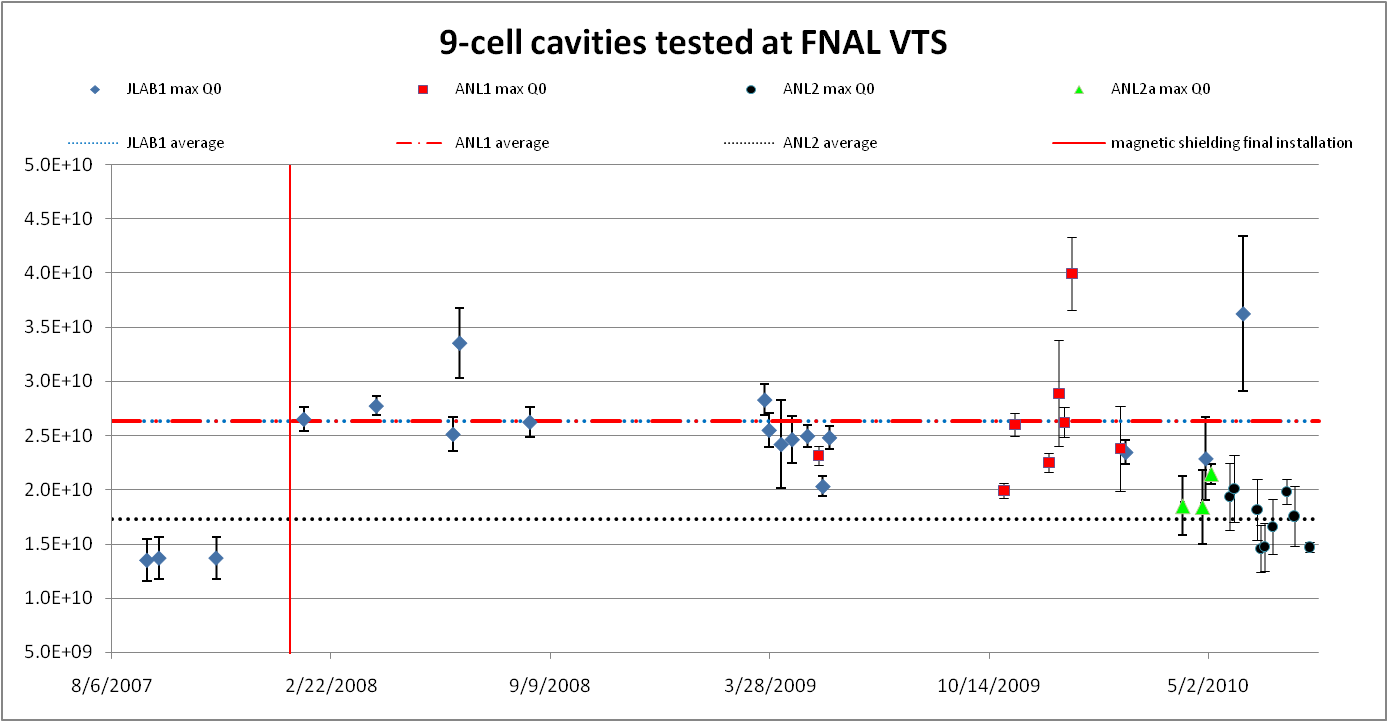 9-cell cavities tested at FNAL VTS
JLAB1 max Q0 ANL1 max Q0 ANL2 max Q0 ANL2a max Q0
JLAB1 average ANL1 average ANL2 average magnetic shielding final installation
5.0E+10
4.5E+10
4.0E+10
3.5E+10
3.0E+10
2.5E+10
2.0E+10
1.5E+10
1.0E+10
5.0E+09
8/6/2007 2/22/2008 9/9/2008 3/28/2009 10/14/2009 5/2/2010